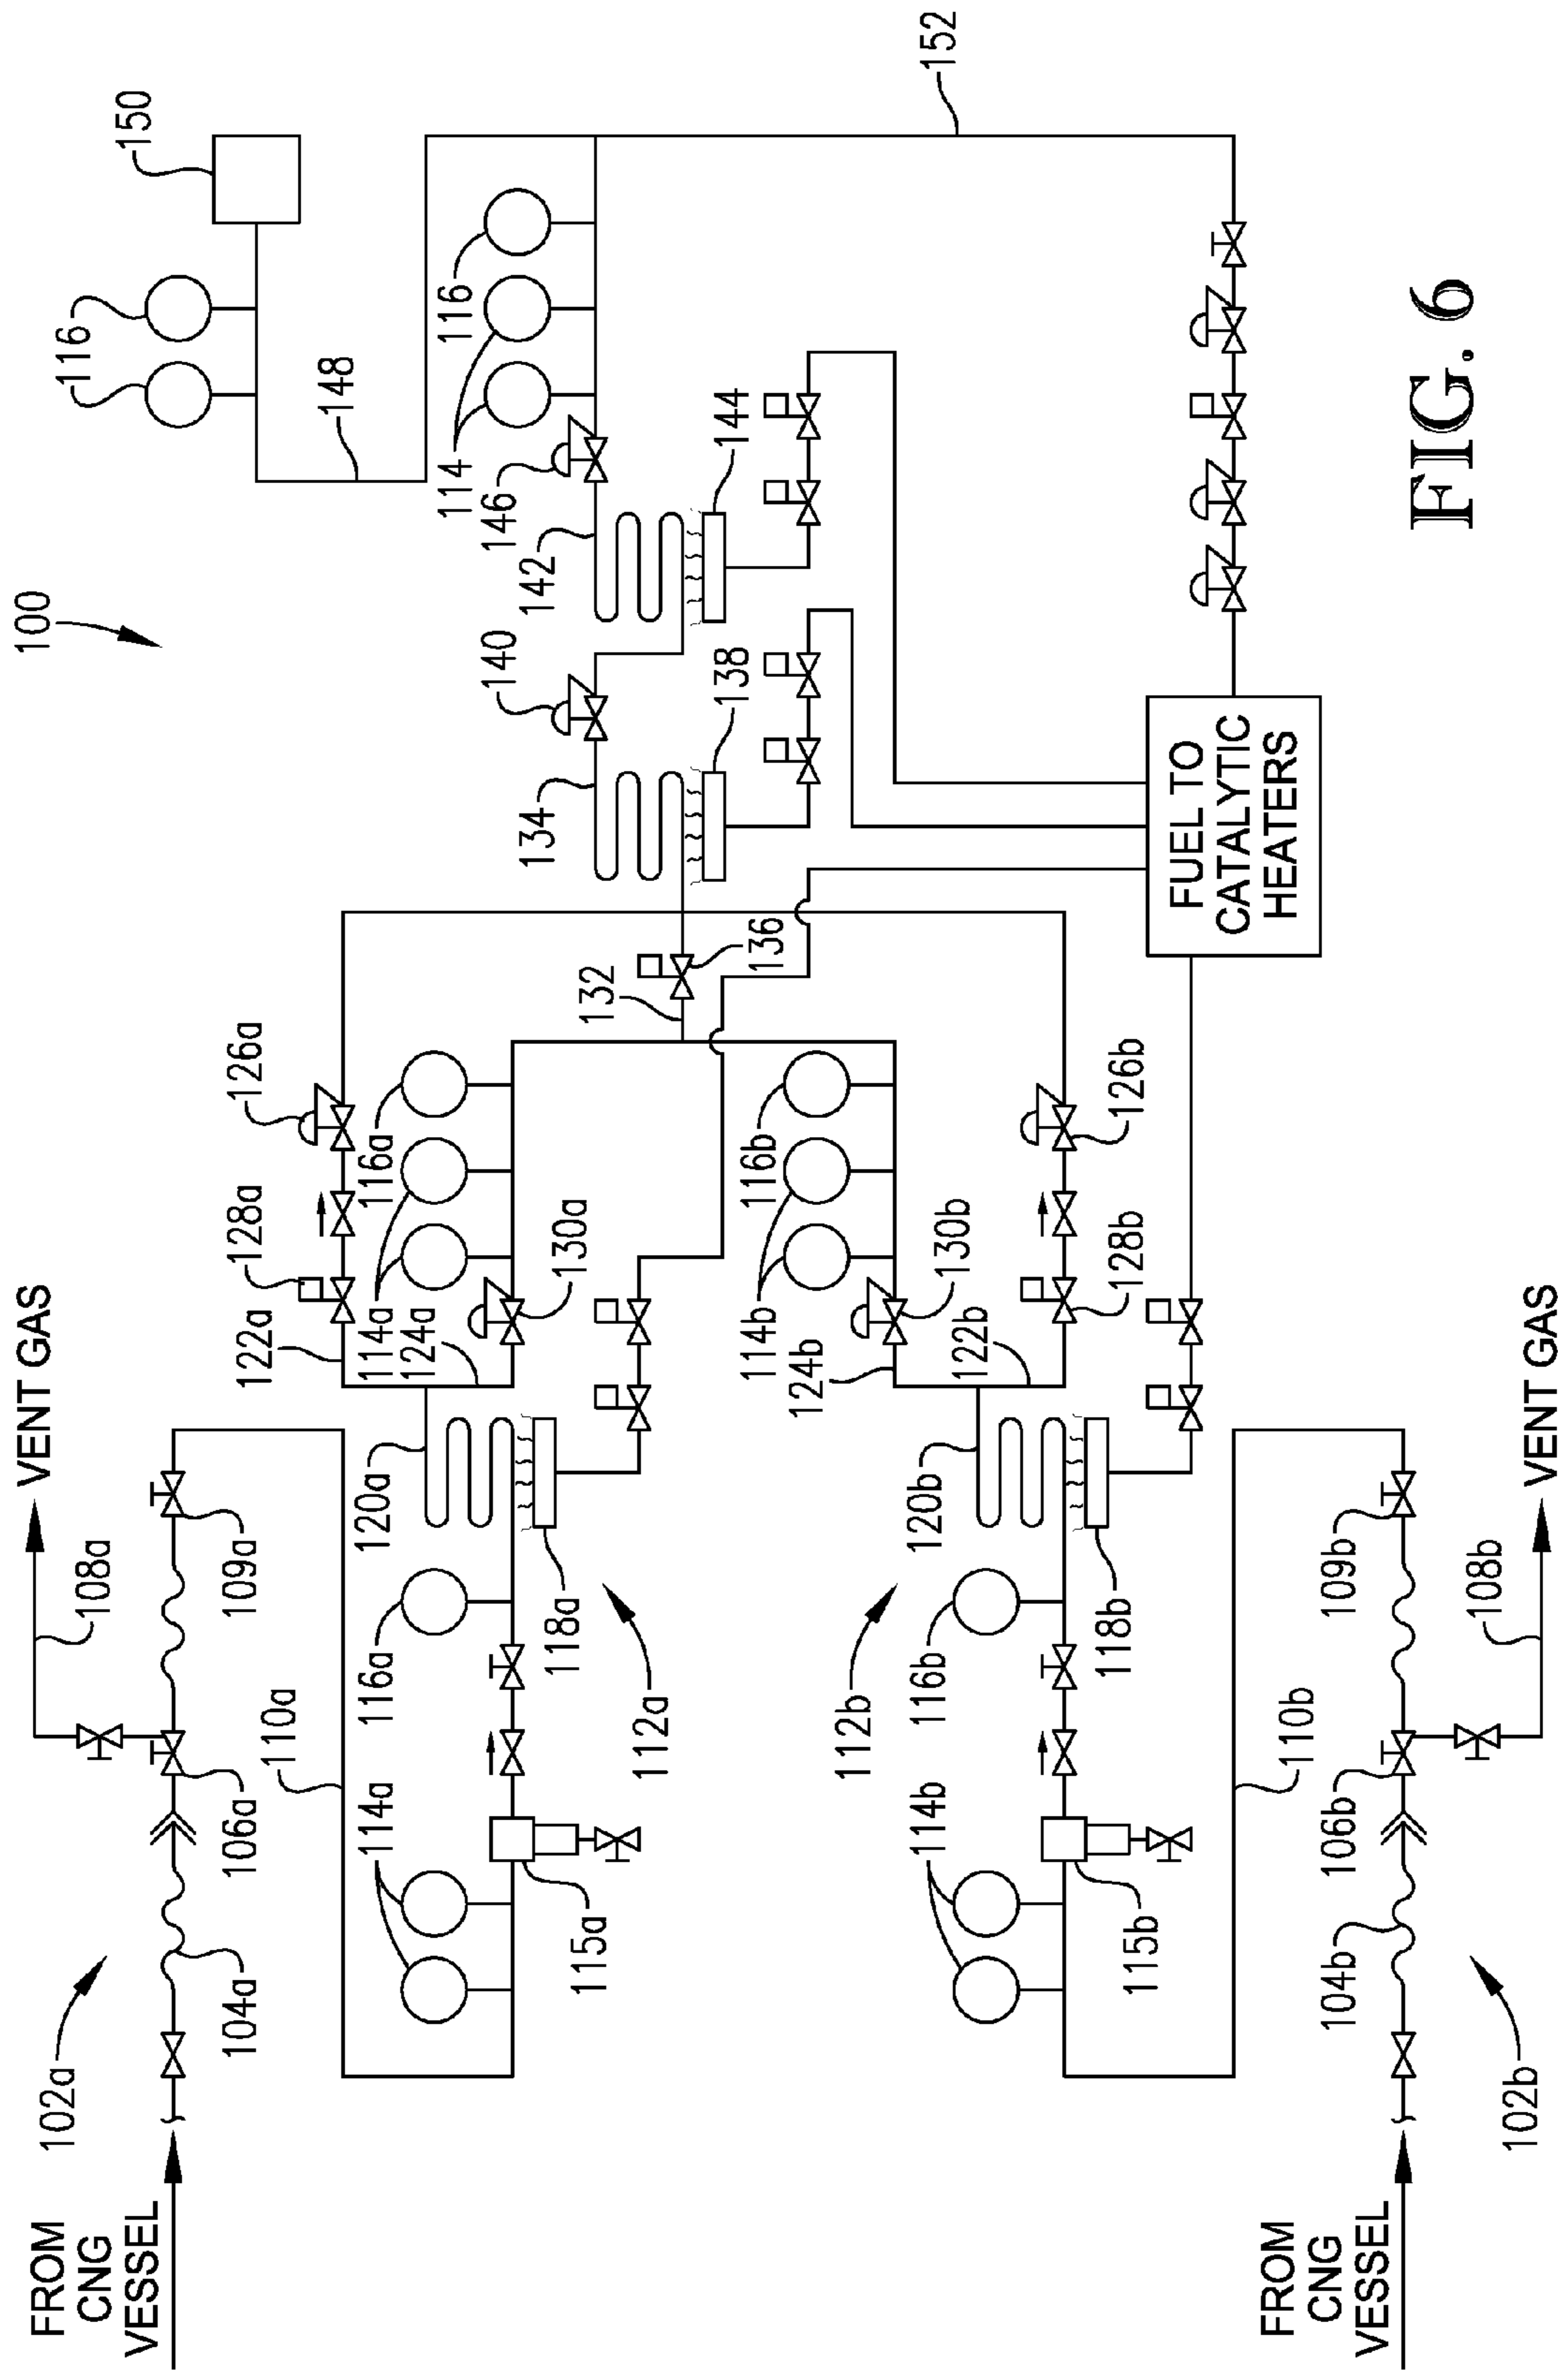 100
150
116
148
152
116
114
146
142
144
140
134
138
132
136
126a
128a
122a
116a
114a
124a
130a
126b
116b
114b
124b
130b
128b
122b
FUEL TO
CATALYTIC
HEATERS
VENT GAS
108a
109a
106a
110a
104a
102a
FROM
CNG
VESSEL
120a
118a
116a
112a
114a
115a
120b
118b
116b
112b
114b
115b
110b
109b
108b
106b
104b
102b
VENT GAS
FROM
CNG
VESSEL
FIG. 6